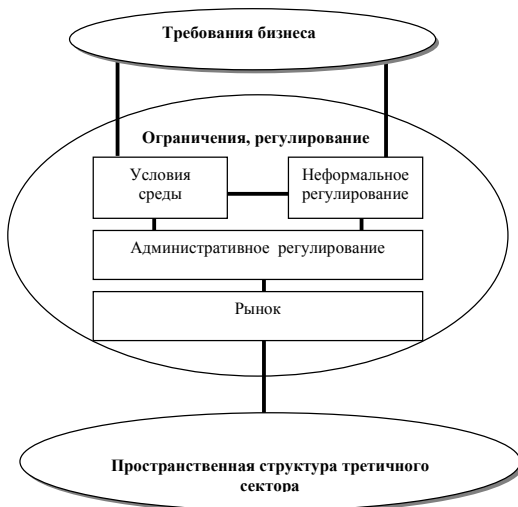 Требования бизнеса
Ограничения, регулирование
Условия
среды
Неформальное
регулирование
Административное регулирование
Рынок
Пространственная структура третичного
сектора